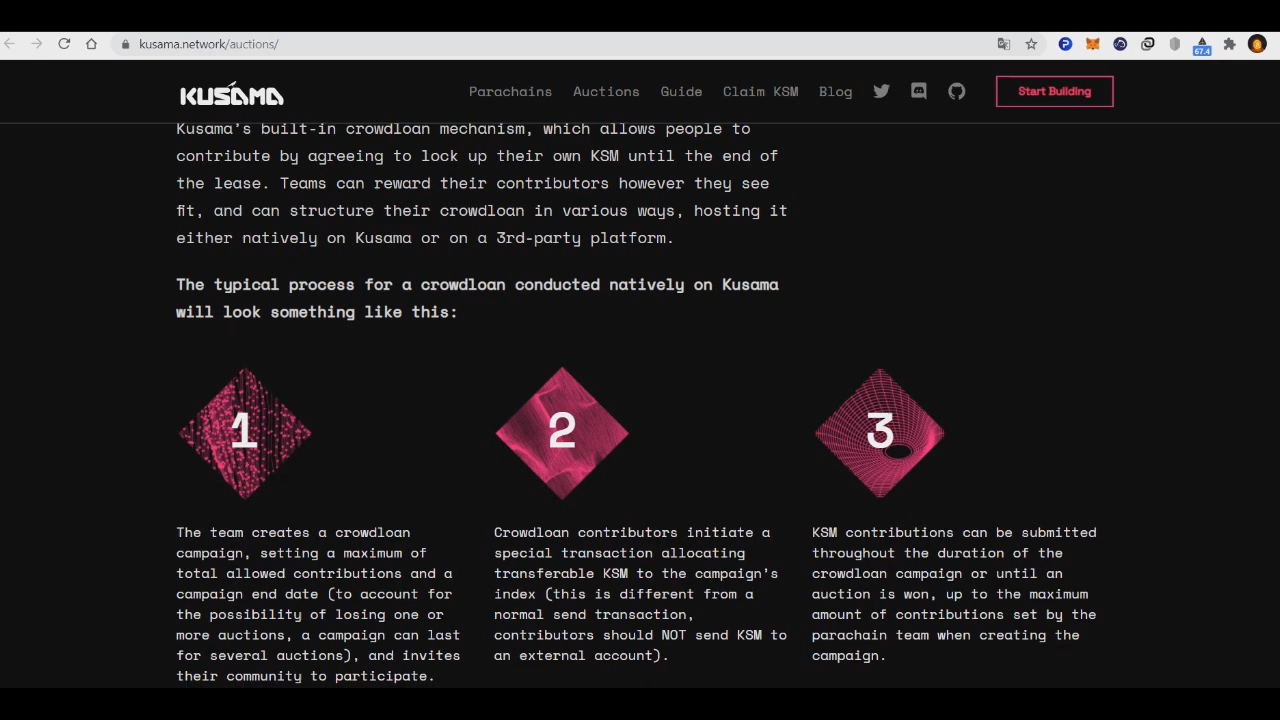 kusama.network/auctions/
67.4
KUSAMA
Parachains Auctions Guide Claim KSM Blog Start Building
Kusama's built-in crowdloan mechanism, which allows people to
contribute by agreeing to lock up their own KSM until the end of
the lease. Teams can reward their contributors however they see
fit, and can structure their crowdloan in various ways, hosting it
either natively on Kusama or on a 3rd-party platform.
The typical process for a crowdloan conducted natively on Kusama
will look something like this:
1
The team creates a crowdloan
campaign, setting a maximum of
total allowed contributions and a
campaign end date (to account for
the possibility of losing one or
more auctions, a campaign can last
for several auctions), and invites
their community to participate.
2
Crowdloan contributors initiate a
special transaction allocating
transferable KSM to the campaign's
index (this is different from a
normal send transaction,
contributors should NOT send KSM to
an external account).
3
KSM contributions can be submitted
throughout the duration of the
crowdloan campaign or until an
auction is won, up to the maximum
amount of contributions set by the
parachain team when creating the
campaign.